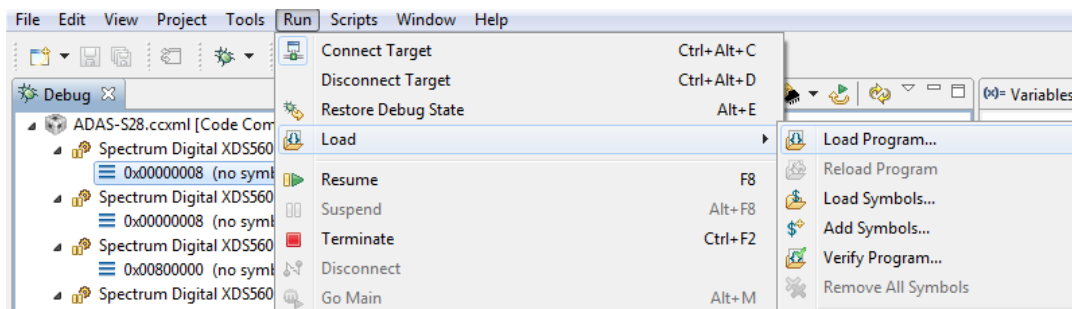 File Edit View Project Tools Run Scripts Window Help
Connect Target Ctrl+Alt+C
Disconnect Target Ctrl+Alt+D
Debug
Restore Debug State Alt+E
(x)= Variables
ADAS-S28.ccxml [Code Com
Load
Load Program...
Spectrum Digital XDS560
0x00000008 (no symb
Resume F8
Reload Program
Spectrum Digital XDS560
Suspend Alt+F8
Load Symbols...
0x00000008 (no symb
Terminate Ctrl+F2
Add Symbols...
Spectrum Digital XDS560
0x00800000 (no symb
Disconnect
Verify Program...
Spectrum Digital XDS560
Go Main Alt+M
Remove All Symbols